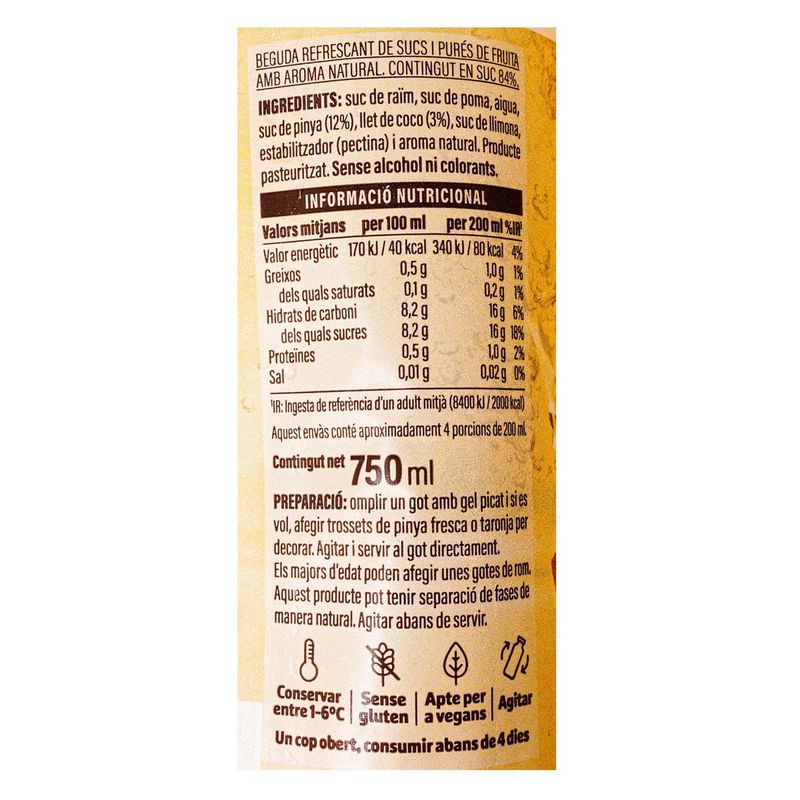 BEGUDA REFRESCANT DE SUCS I PURÉS DE FRUITA
AMB AROMA NATURAL. CONTINGUT EN SUC 84%.
INGREDIENTS: suc de raïm, suc de poma, aigua,
suc de pinya (12%), llet de coco (3%), suc de llimona,
estabilitzador (pectina) i aroma natural. Producte
pasteuritzat. Sense alcohol ni colorants.
INFORMACIÓ NUTRICIONAL
Valors mitjans per 100 ml per 200 ml %IR¹
Valor energètic 170 kJ / 40 kcal 340 kJ / 80 kcal 4%
Greixos 0,5 g 1,0 g 1%
dels quals saturats 0,1 g 0,2 g 1%
Hidrats de carboni 8,2 g 16 g 6%
dels quals sucres 8,2 g 16 g 18%
Proteïnes 0,5 g 1,0 g 2%
Sal 0,01 g 0,02 g 0%
¹IR: Ingesta de referència d'un adult mitjà (8400 kJ / 2000 kcal)
Aquest envàs conté aproximadament 4 porcions de 200 ml.
Contingut net 750 ml
PREPARACIÓ: omplir un got amb gel picat i si es
vol, afegir trossets de pinya fresca o taronja per
decorar. Agitar i servir al got directament.
Els majors d'edat poden afegir unes gotes de rom.
Aquest producte pot tenir separació de fases de
manera natural. Agitar abans de servir.
Conservar entre 1-6ºC
Sense gluten
Apte per a vegans
Agitar
Un cop obert, consumir abans de 4 dies